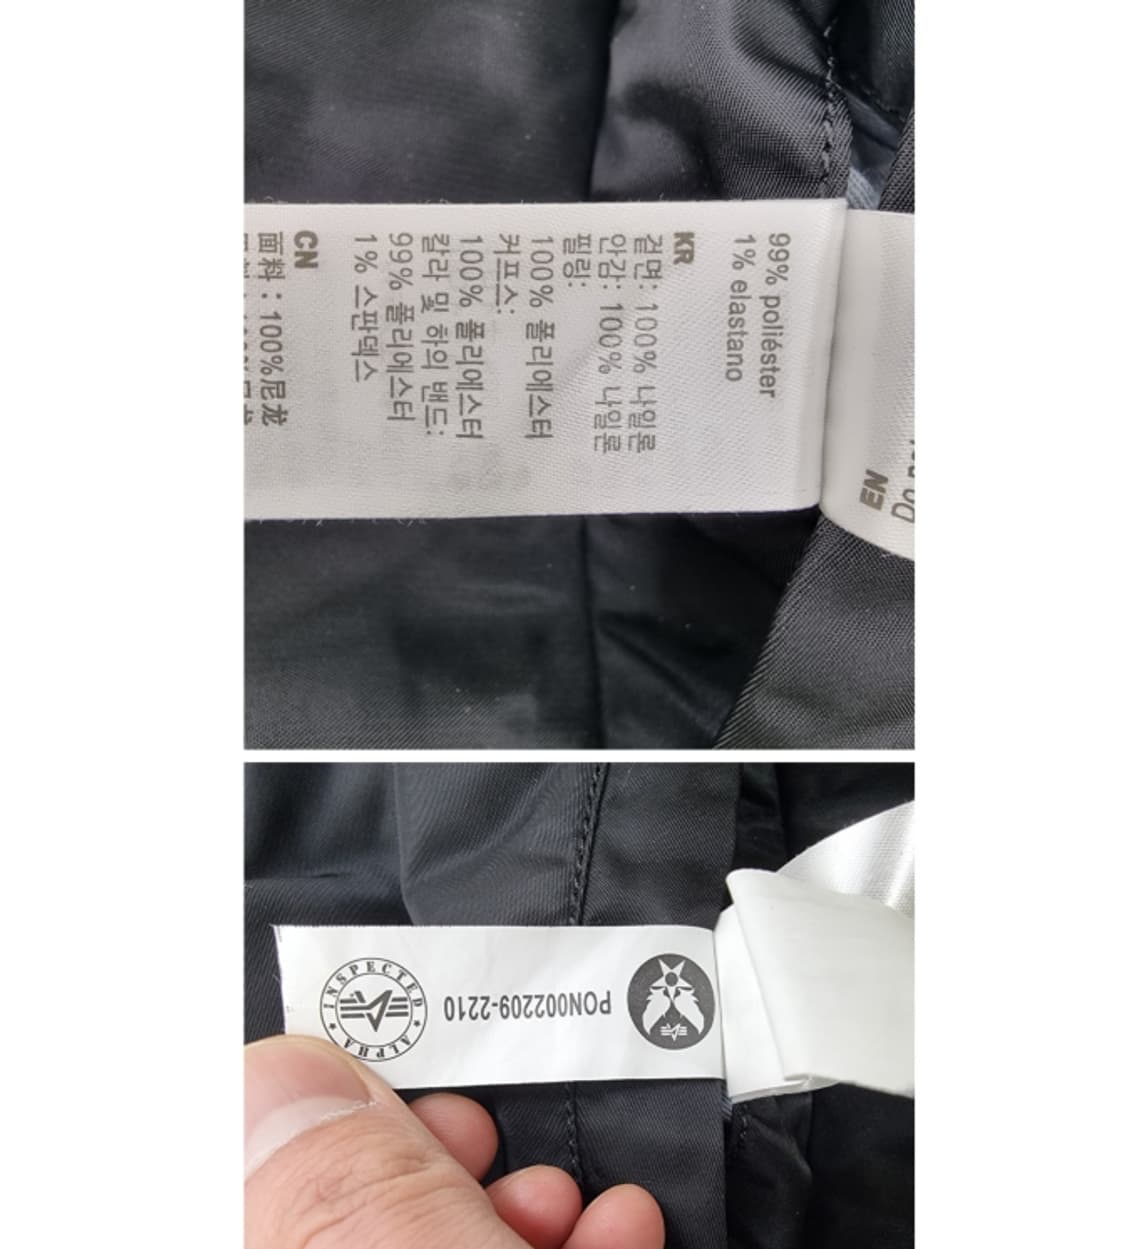 99% poliéster
1% elastano
KR
겉면: 100% 나일론
안감: 100% 나일론
필링:
100% 폴리에스터
커프스:
100% 폴리에스터
칼라 및 하의 밴드:
99% 폴리에스터
1% 스판덱스
CN
面料：100%尼龙
EN
Do
PON002209-2210
INSPECTED
ALPHA